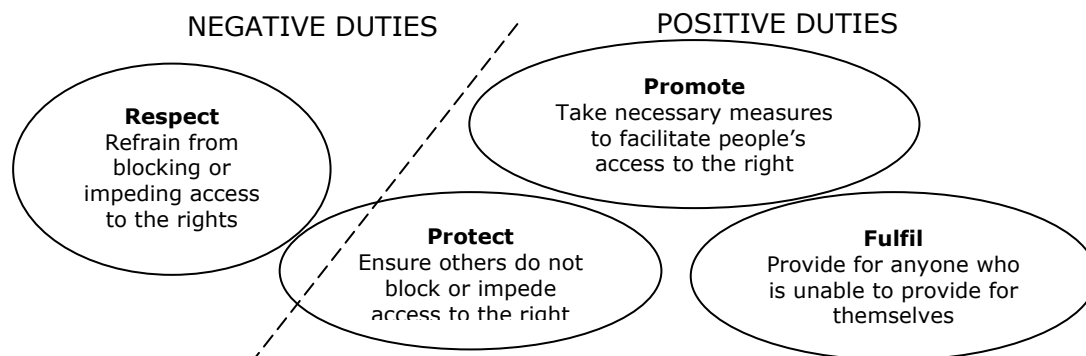 NEGATIVE DUTIES
POSITIVE DUTIES
Respect
Refrain from
blocking or
impeding access
to the rights
Promote
Take necessary measures
to facilitate people's
access to the right
Protect
Ensure others do not
block or impede
access to the right
Fulfil
Provide for anyone who
is unable to provide for
themselves